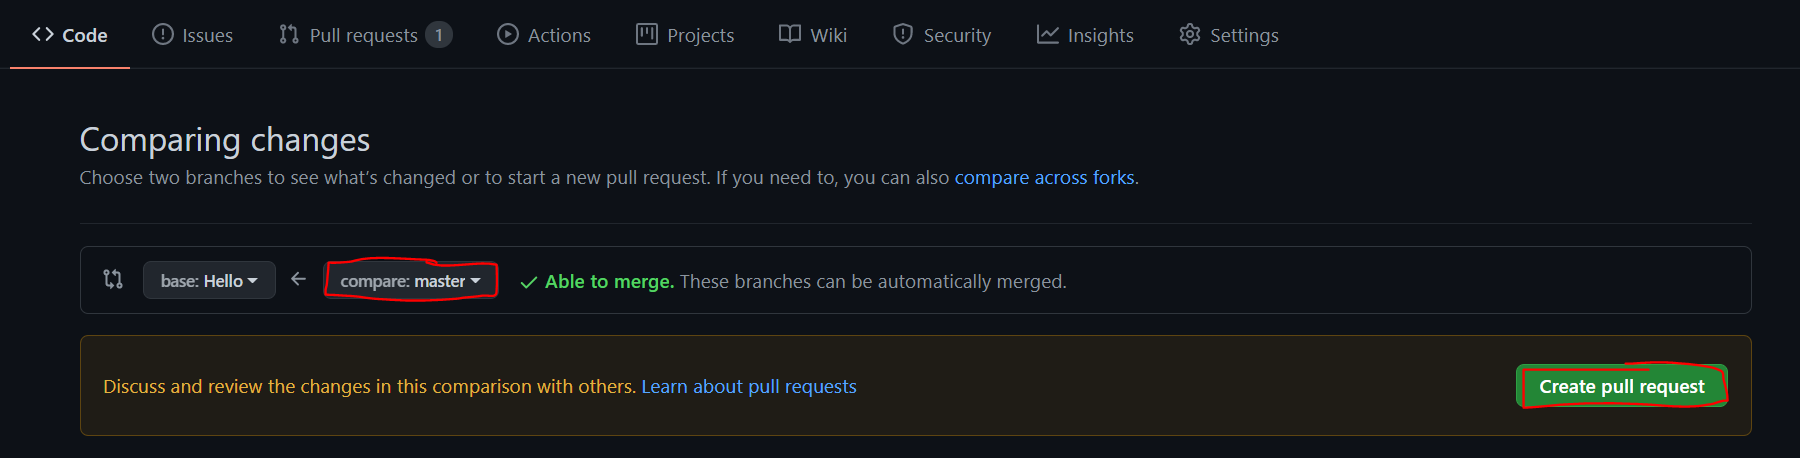 Code Issues Pull requests 1 Actions Projects Wiki Security Insights Settings
Comparing changes
Choose two branches to see what’s changed or to start a new pull request. If you need to, you can also compare across forks.
base: Hello compare: master Able to merge. These branches can be automatically merged.
Discuss and review the changes in this comparison with others. Learn about pull requests Create pull request